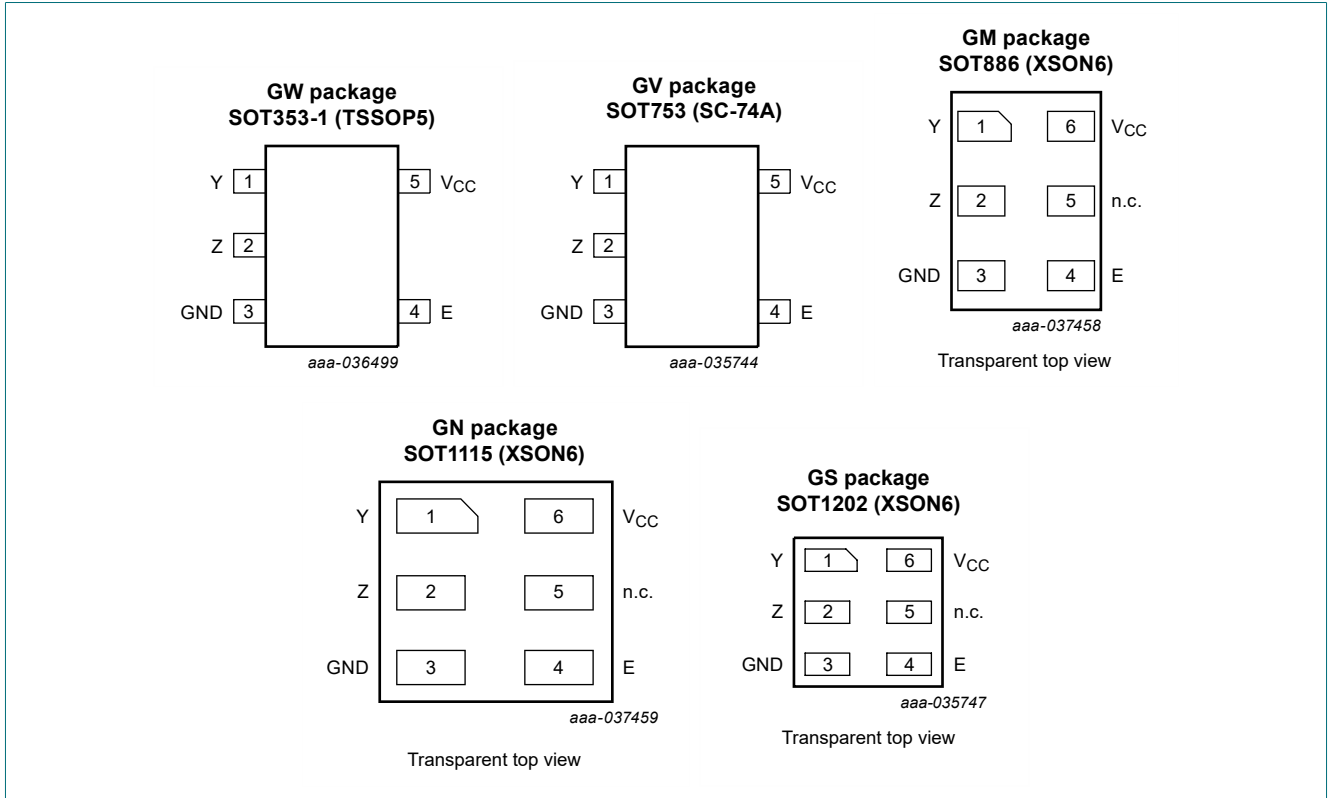 GW package
SOT353-1 (TSSOP5)
Y 1 5 VCC
Z 2
GND 3 4 E
aaa-036499
GV package
SOT753 (SC-74A)
Y 1 5 VCC
Z 2
GND 3 4 E
aaa-035744
GM package
SOT886 (XSON6)
Y 1 6 VCC
Z 2 5 n.c.
GND 3 4 E
aaa-037458
Transparent top view
GN package
SOT1115 (XSON6)
Y 1 6 VCC
Z 2 5 n.c.
GND 3 4 E
aaa-037459
Transparent top view
GS package
SOT1202 (XSON6)
Y 1 6 VCC
Z 2 5 n.c.
GND 3 4 E
aaa-035747
Transparent top view